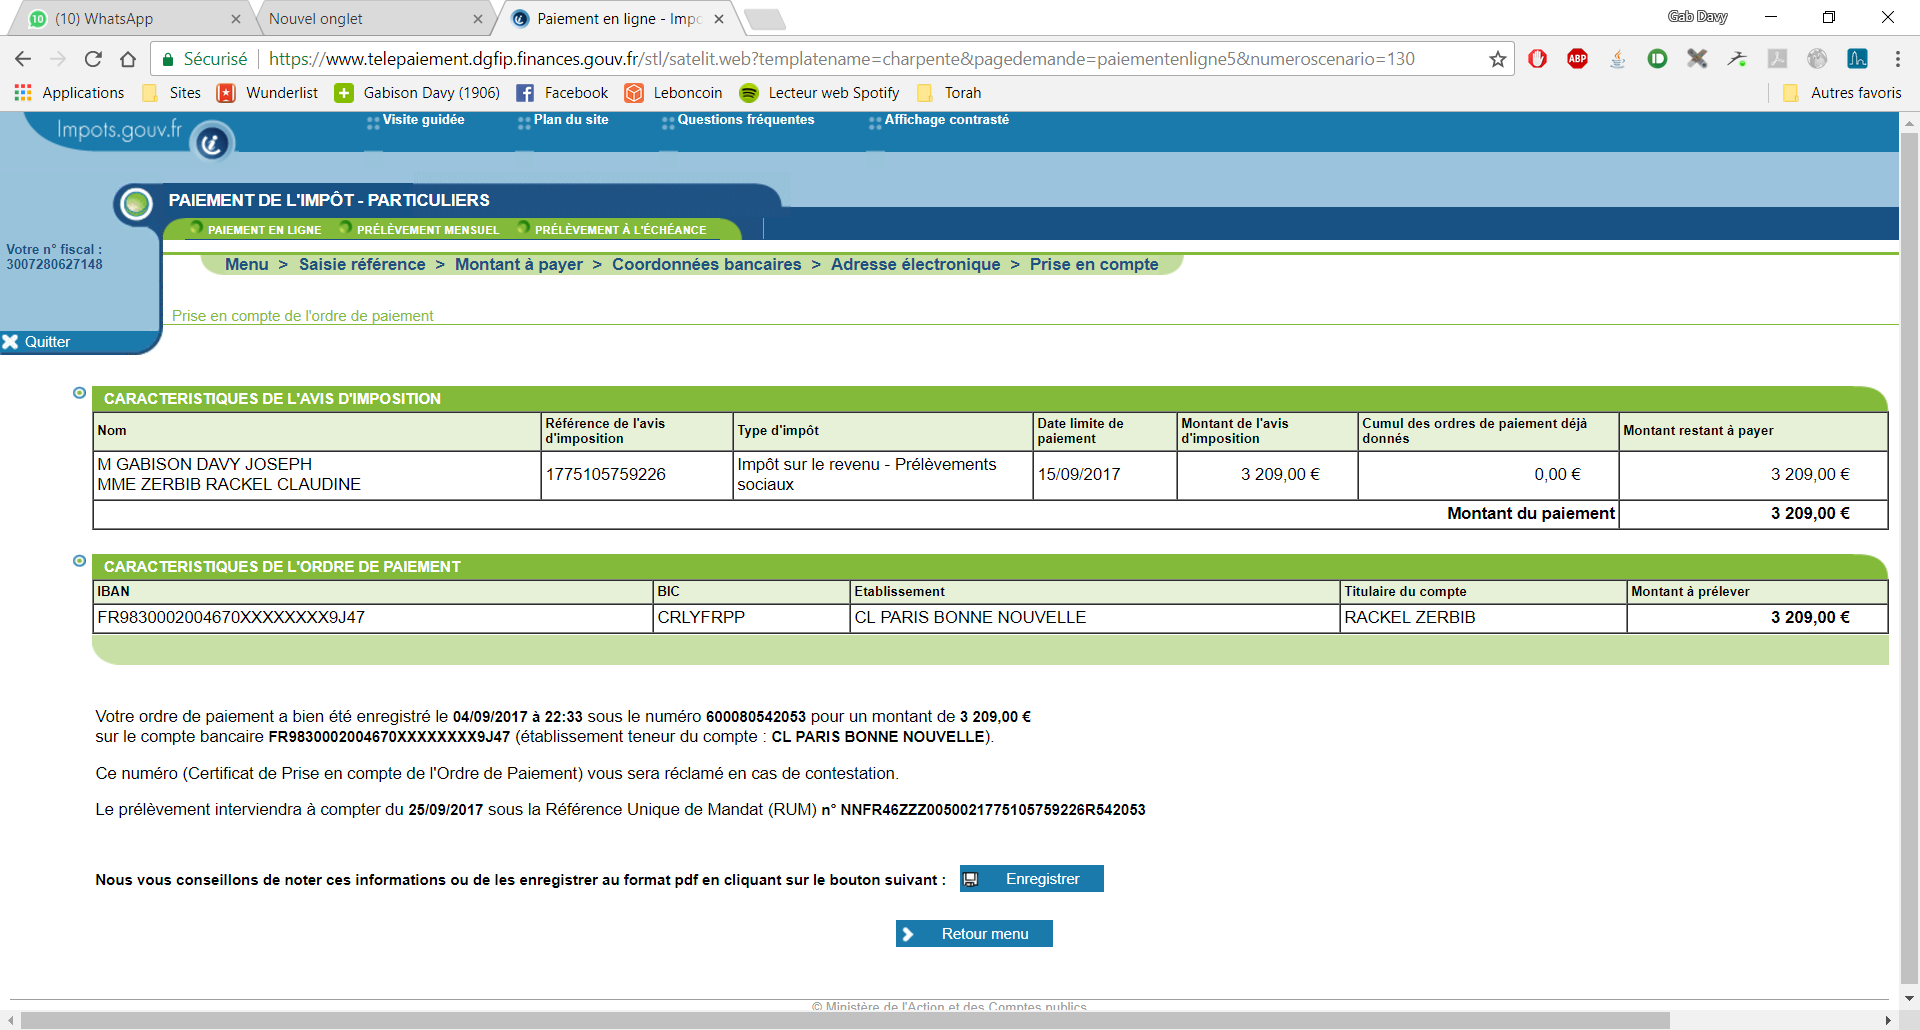 (10) WhatsApp
Nouvel onglet
Paiement en ligne - Impo
Gab Davy
Sécurisé
https://www.telepaiement.dgfip.finances.gouv.fr/stl/satelit.web?templatename=charpente&pagedemande=paiementenligne5&numeroscenario=130
ABP
Applications
Sites
Wunderlist
Gabison Davy (1906)
Facebook
Leboncoin
Lecteur web Spotify
Torah
Autres favoris
Impots.gouv.fr
Visite guidée
Plan du site
Questions fréquentes
Affichage contrasté
PAIEMENT DE L'IMPÔT - PARTICULIERS
PAIEMENT EN LIGNE
PRÉLÈVEMENT MENSUEL
PRÉLÈVEMENT À L'ÉCHÉANCE
Votre n° fiscal :
3007280627148
Menu > Saisie référence > Montant à payer > Coordonnées bancaires > Adresse électronique > Prise en compte
Prise en compte de l'ordre de paiement
Quitter
CARACTERISTIQUES DE L'AVIS D'IMPOSITION
Nom
Référence de l'avis d'imposition
Type d'impôt
Date limite de paiement
Montant de l'avis d'imposition
Cumul des ordres de paiement déjà donnés
Montant restant à payer
M GABISON DAVY JOSEPH
MME ZERBIB RACKEL CLAUDINE
1775105759226
Impôt sur le revenu - Prélèvements sociaux
15/09/2017
3 209,00 €
0,00 €
3 209,00 €
Montant du paiement
3 209,00 €
CARACTERISTIQUES DE L'ORDRE DE PAIEMENT
IBAN
BIC
Etablissement
Titulaire du compte
Montant à prélever
FR9830002004670XXXXXXXX9J47
CRLYFRPP
CL PARIS BONNE NOUVELLE
RACKEL ZERBIB
3 209,00 €
Votre ordre de paiement a bien été enregistré le 04/09/2017 à 22:33 sous le numéro 600080542053 pour un montant de 3 209,00 €
sur le compte bancaire FR9830002004670XXXXXXXX9J47 (établissement teneur du compte : CL PARIS BONNE NOUVELLE).
Ce numéro (Certificat de Prise en compte de l'Ordre de Paiement) vous sera réclamé en cas de contestation.
Le prélèvement interviendra à compter du 25/09/2017 sous la Référence Unique de Mandat (RUM) n° NNFR46ZZZ0050021775105759226R542053
Nous vous conseillons de noter ces informations ou de les enregistrer au format pdf en cliquant sur le bouton suivant :
Enregistrer
Retour menu
© Ministère de l'Action et des Comptes publics